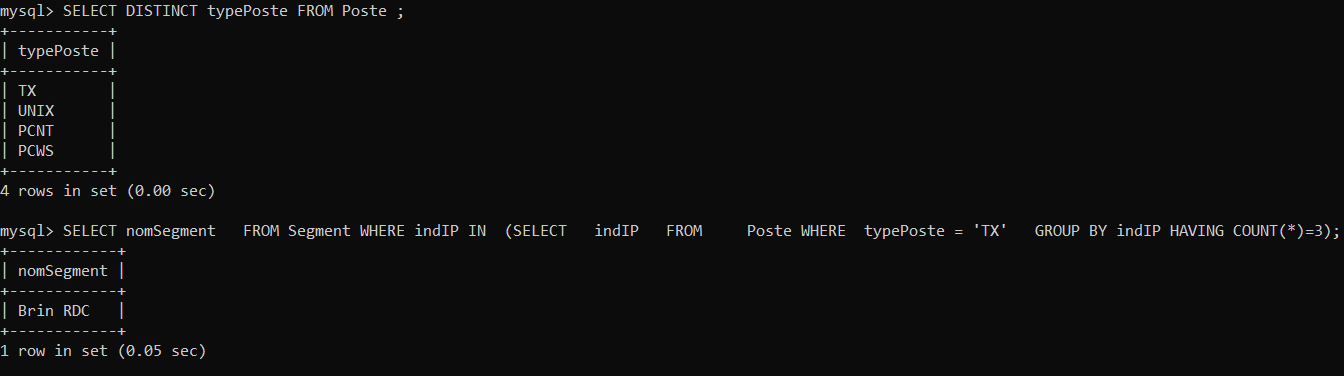 mysql> SELECT DISTINCT typePoste FROM Poste ;
+-----------+
| typePoste |
+-----------+
| TX        |
| UNIX      |
| PCNT      |
| PCWS      |
+-----------+
4 rows in set (0.00 sec)

mysql> SELECT nomSegment   FROM Segment WHERE indIP IN  (SELECT   indIP   FROM     Poste WHERE  typePoste = 'TX'   GROUP BY indIP HAVING COUNT(*)=3);
+------------+
| nomSegment |
+------------+
| Brin RDC   |
+------------+
1 row in set (0.05 sec)